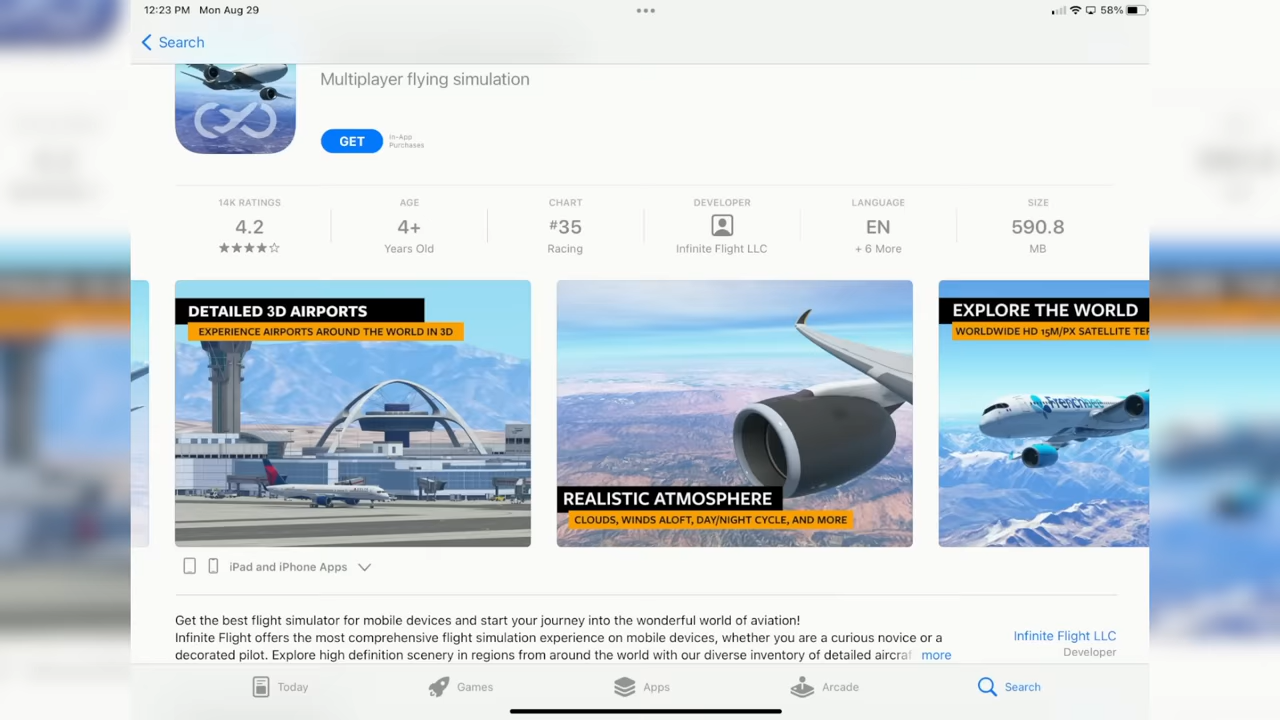 12:23 PM Mon Aug 29
58%
Search
Multiplayer flying simulation
GET
In-App
Purchases
14K RATINGS
4.2
AGE
4+
Years Old
CHART
#35
Racing
DEVELOPER
Infinite Flight LLC
LANGUAGE
EN
+ 6 More
SIZE
590.8
MB
DETAILED 3D AIRPORTS
EXPERIENCE AIRPORTS AROUND THE WORLD IN 3D
REALISTIC ATMOSPHERE
CLOUDS, WINDS ALOFT, DAY/NIGHT CYCLE, AND MORE
EXPLORE THE WORLD
WORLDWIDE HD 15M/PX SATELLITE TER
Frenchbee
iPad and iPhone Apps
Get the best flight simulator for mobile devices and start your journey into the wonderful world of aviation!
Infinite Flight offers the most comprehensive flight simulation experience on mobile devices, whether you are a curious novice or a
decorated pilot. Explore high definition scenery in regions from around the world with our diverse inventory of detailed aircraf more
Infinite Flight LLC
Developer
Today
Games
Apps
Arcade
Search